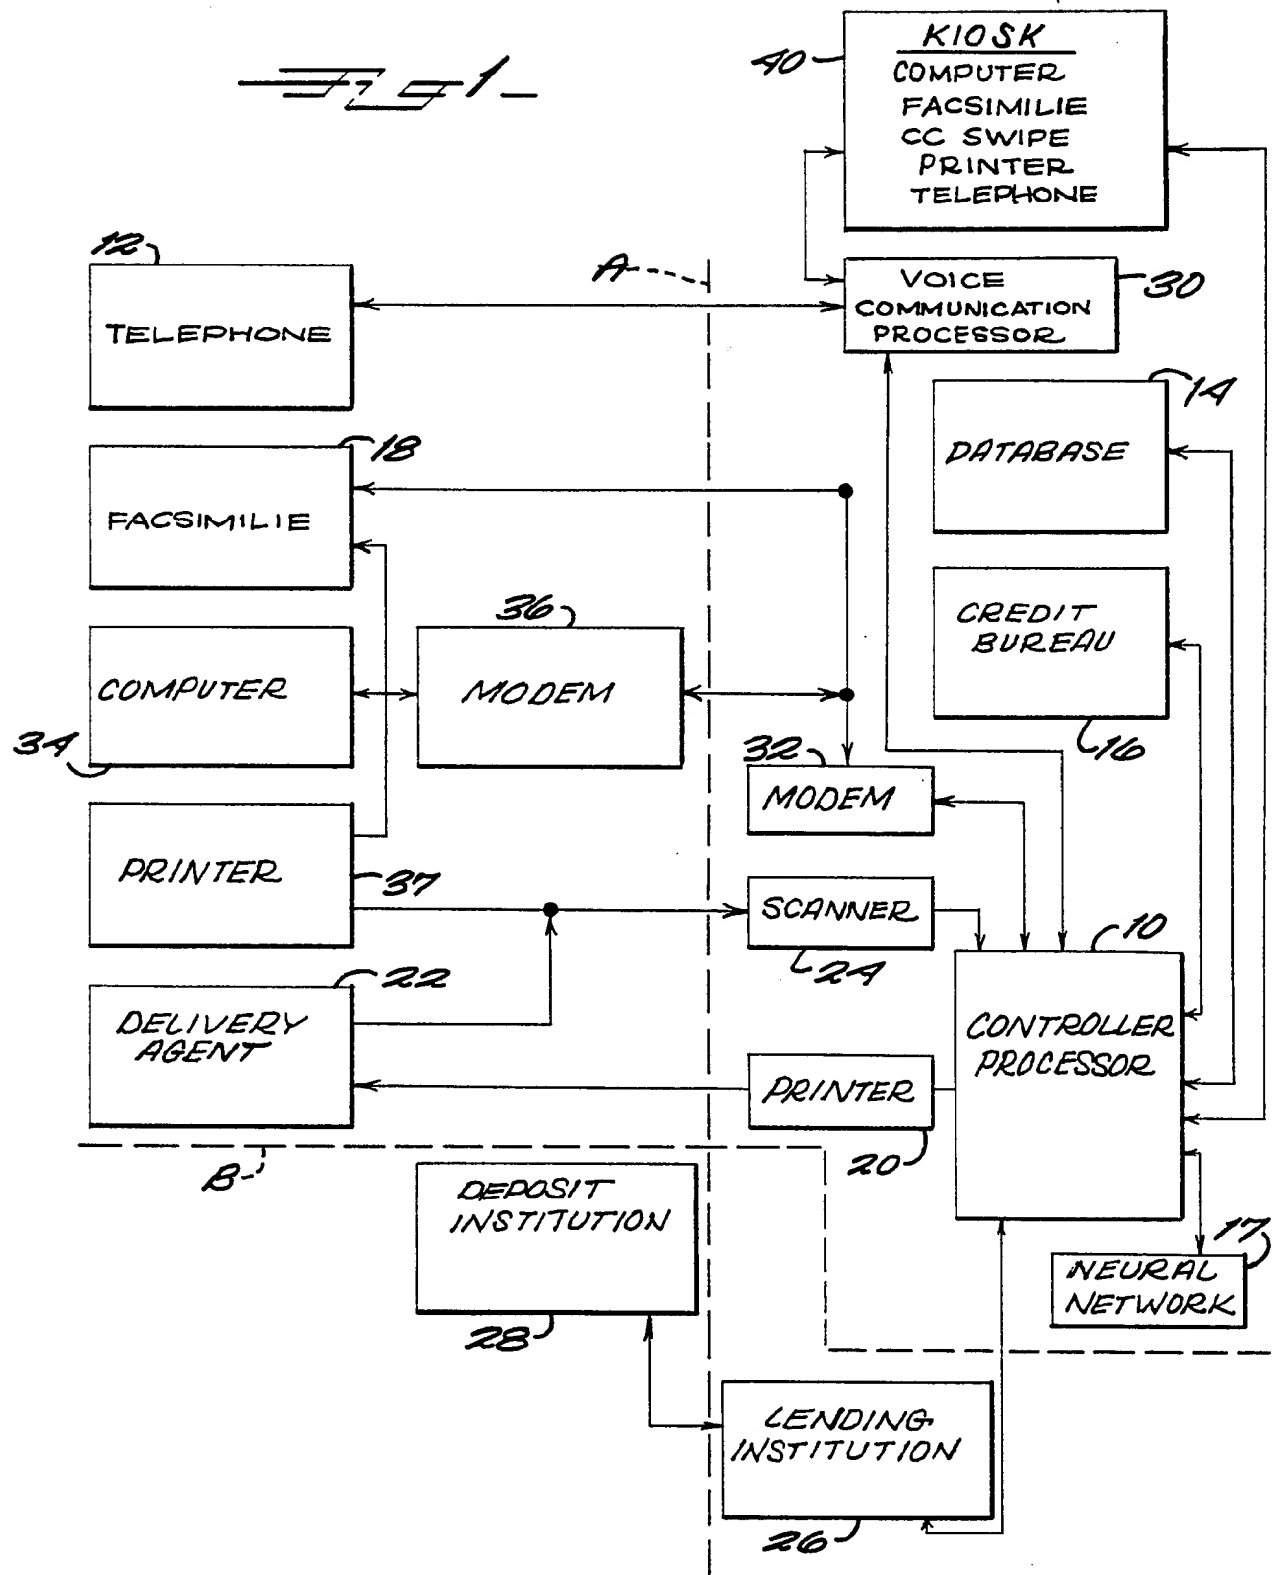 Fig 1
40
KIOSK
COMPUTER
FACSIMILIE
CC SWIPE
PRINTER
TELEPHONE
12
TELEPHONE
A
VOICE
COMMUNICATION
PROCESSOR
30
14
DATABASE
18
FACSIMILIE
CREDIT
BUREAU
16
36
COMPUTER
MODEM
34
32
MODEM
PRINTER
37
SCANNER
24
10
22
DELIVERY
AGENT
CONTROLLER
PROCESSOR
PRINTER
20
B
DEPOSIT
INSTITUTION
28
17
NEURAL
NETWORK
LENDING
INSTITUTION
26